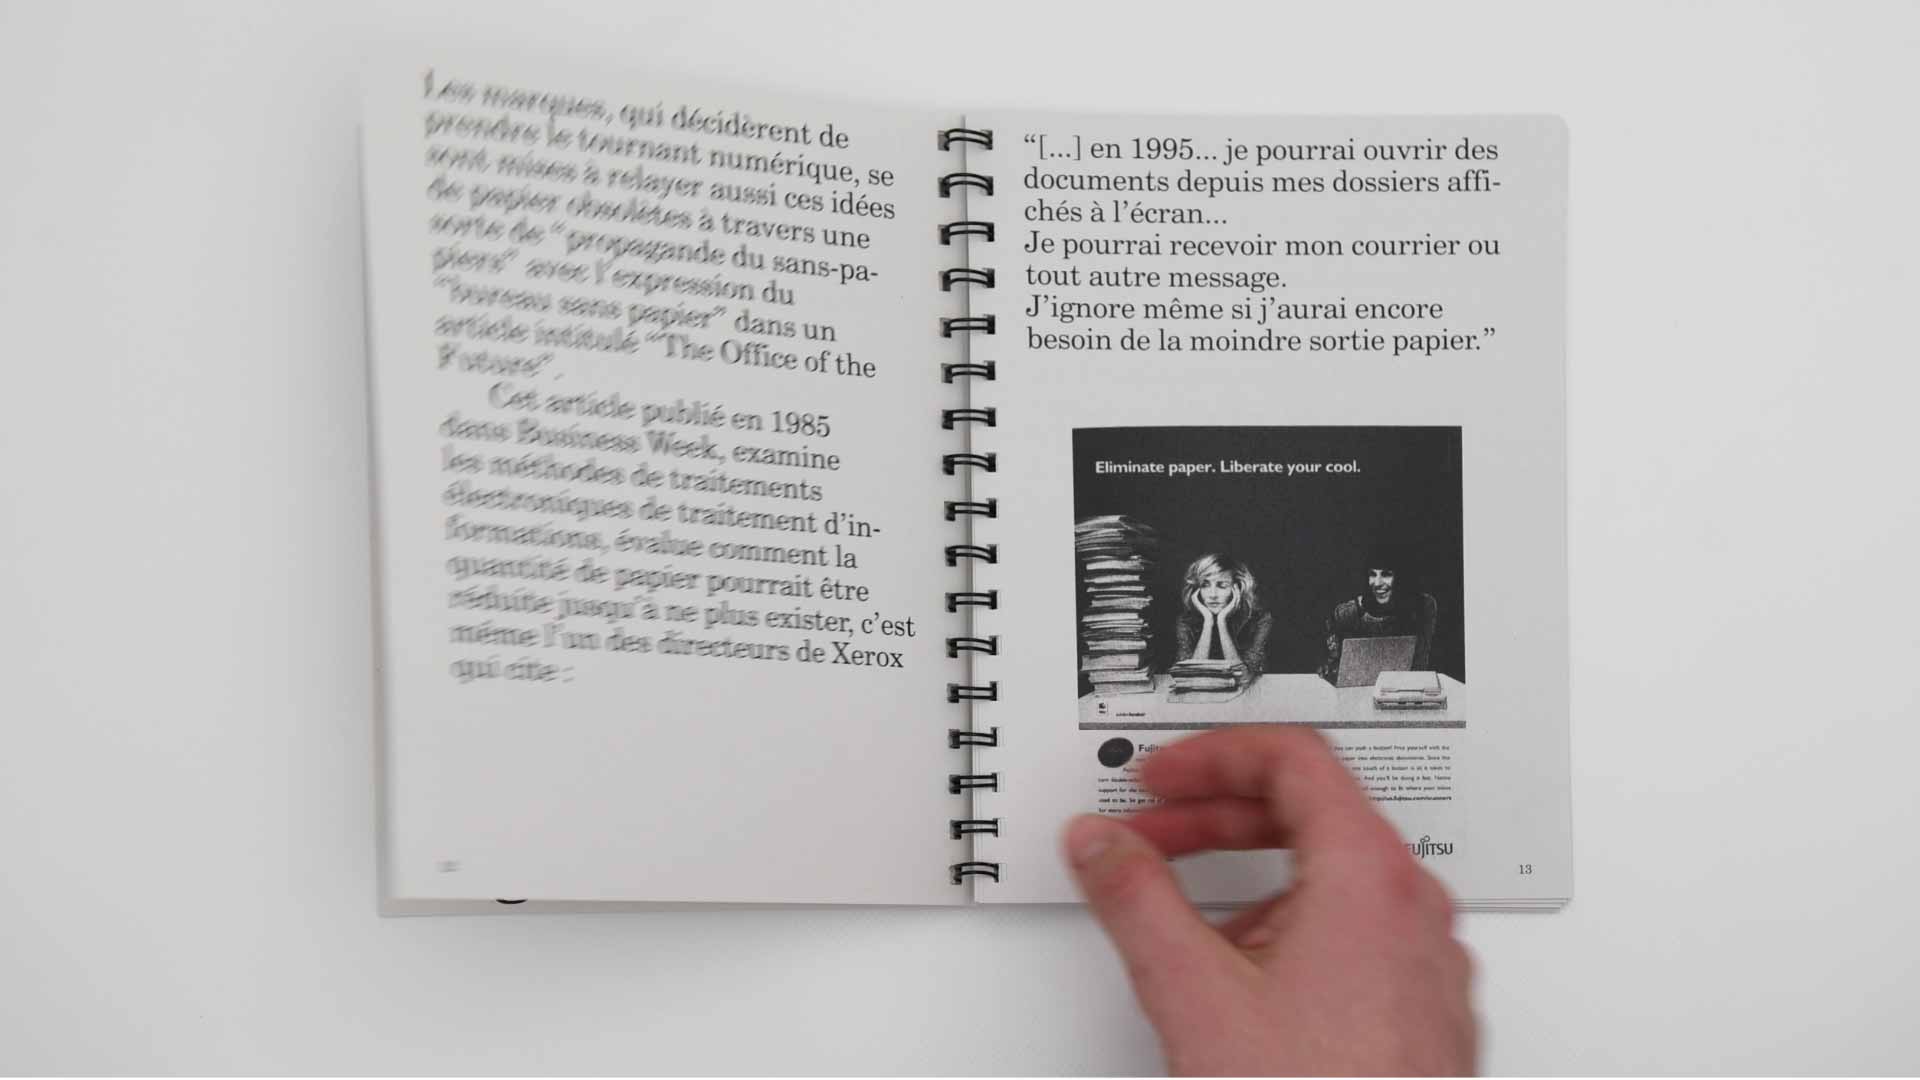 Les marques, qui décidèrent de
prendre le tournant numérique, se
sont mises à relayer aussi ces idées
de papier obsolètes à travers une
sorte de “propagande du sans-pa-
piers” avec l’expression du
“bureau sans papier” dans un
article intitulé “The Office of the
Future”.
Cet article publié en 1985
dans Business Week, examine
les méthodes de traitements
électroniques de traitement d’in-
formations, évalue comment la
quantité de papier pourrait être
réduite jusqu’à ne plus exister, c’est
même l’un des directeurs de Xerox
qui cite :
“[...] en 1995... je pourrai ouvrir des
documents depuis mes dossiers affi-
chés à l’écran...
Je pourrai recevoir mon courrier ou
tout autre message.
J’ignore même si j’aurai encore
besoin de la moindre sortie papier.”
Eliminate paper. Liberate your cool.
FUJITSU
13